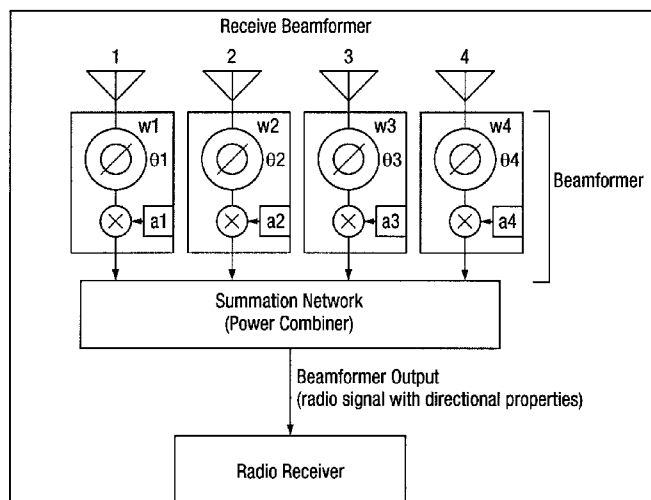 Receive Beamformer
1 2 3 4
w1 w2 w3 w4
θ1 θ2 θ3 θ4
a1 a2 a3 a4
Beamformer
Summation Network
(Power Combiner)
Beamformer Output
(radio signal with directional properties)
Radio Receiver